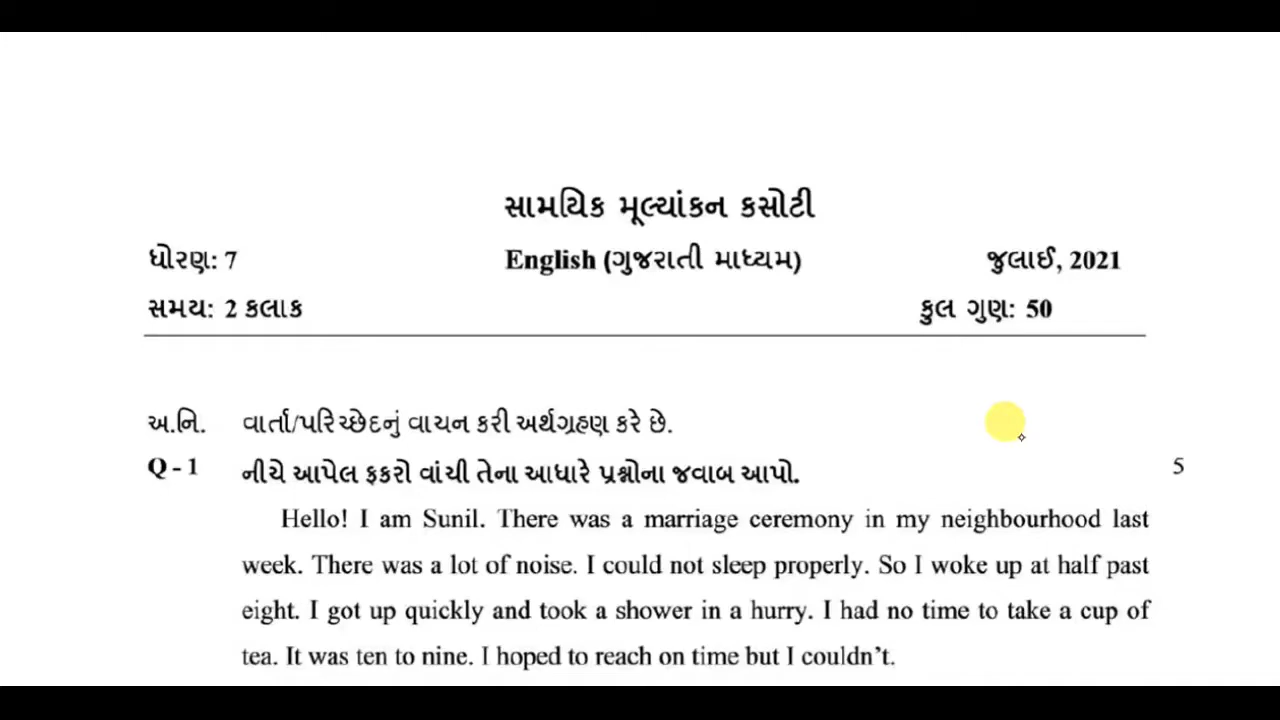 સામયિક મૂલ્યાંકન કસોટી
ધોરણ: 7 English (ગુજરાતી માધ્યમ) જુલાઈ, 2021
સમય: 2 કલાક કુલ ગુણ: 50
અ.નિ. વાર્તા/પરિચ્છેદનું વાચન કરી અર્થગ્રહણ કરે છે.
Q - 1 નીચે આપેલ ફકરો વાંચી તેના આધારે પ્રશ્નોના જવાબ આપો. 5
Hello! I am Sunil. There was a marriage ceremony in my neighbourhood last
week. There was a lot of noise. I could not sleep properly. So I woke up at half past
eight. I got up quickly and took a shower in a hurry. I had no time to take a cup of
tea. It was ten to nine. I hoped to reach on time but I couldn't.